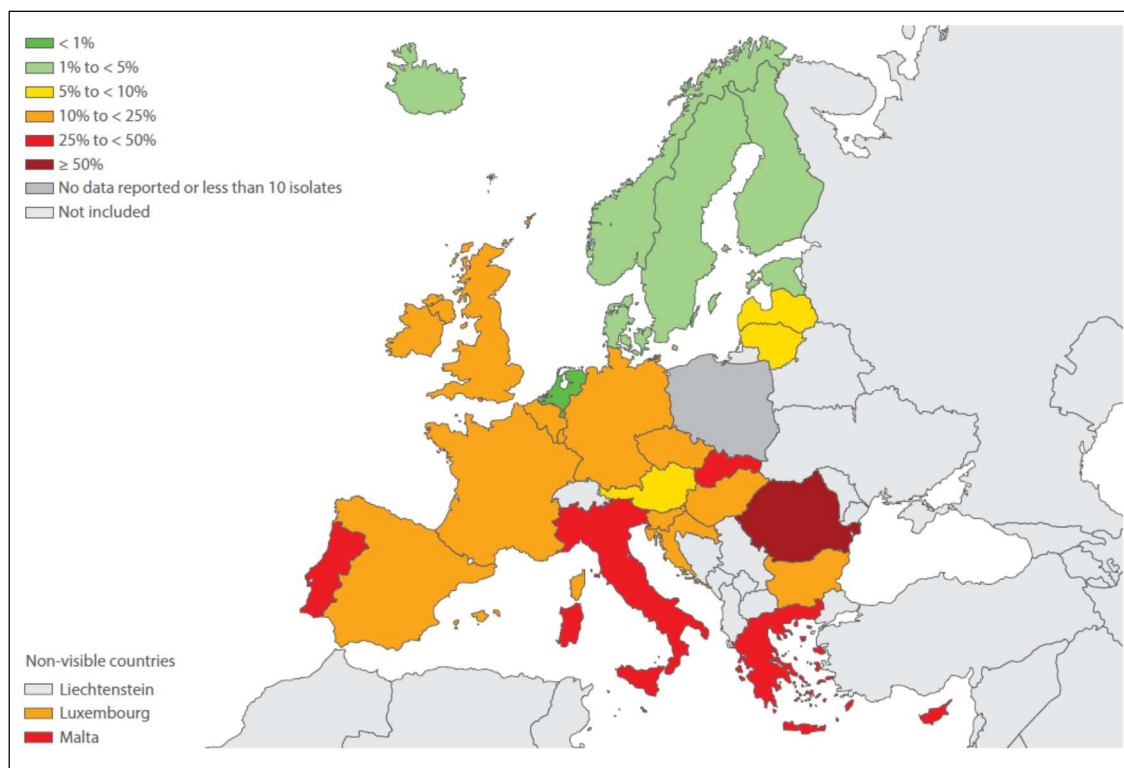 < 1%
1% to < 5%
5% to < 10%
10% to < 25%
25% to < 50%
≥ 50%
No data reported or less than 10 isolates
Not included
Non-visible countries
Liechtenstein
Luxembourg
Malta